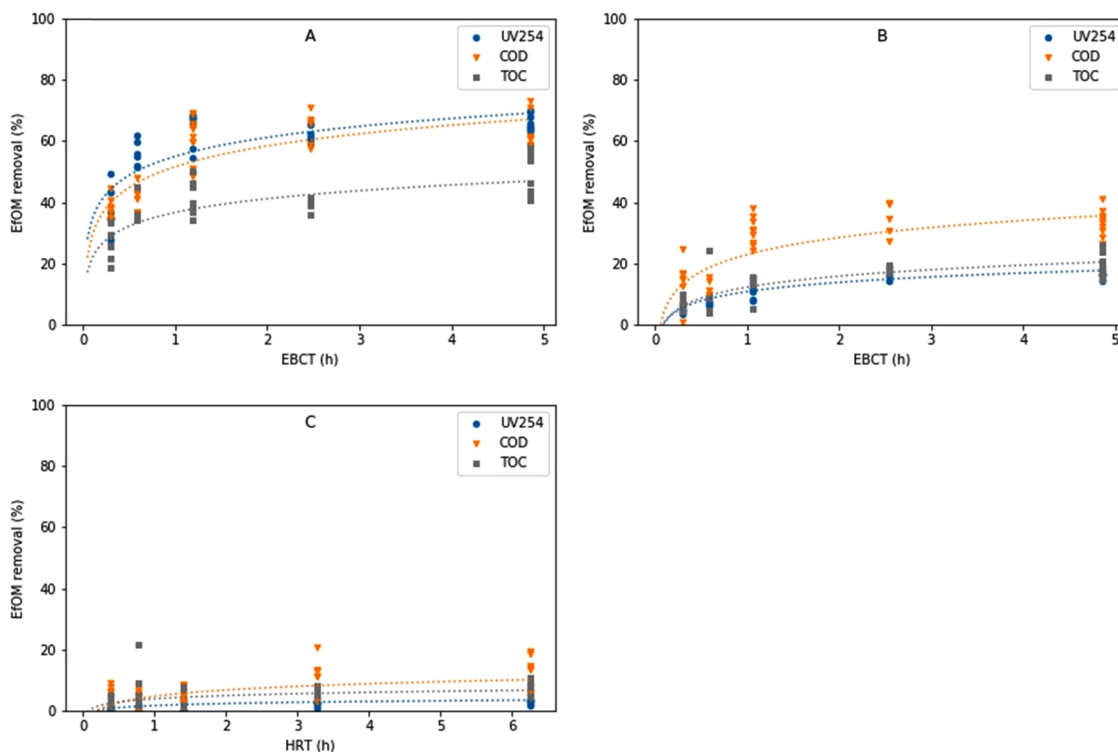 A
UV254
COD
TOC
100
80
60
40
20
0
EfOM removal (%)
0 1 2 3 4 5
EBCT (h)
B
UV254
COD
TOC
100
80
60
40
20
0
EfOM removal (%)
0 1 2 3 4 5
EBCT (h)
C
UV254
COD
TOC
100
80
60
40
20
0
EfOM removal (%)
0 1 2 3 4 5 6
HRT (h)